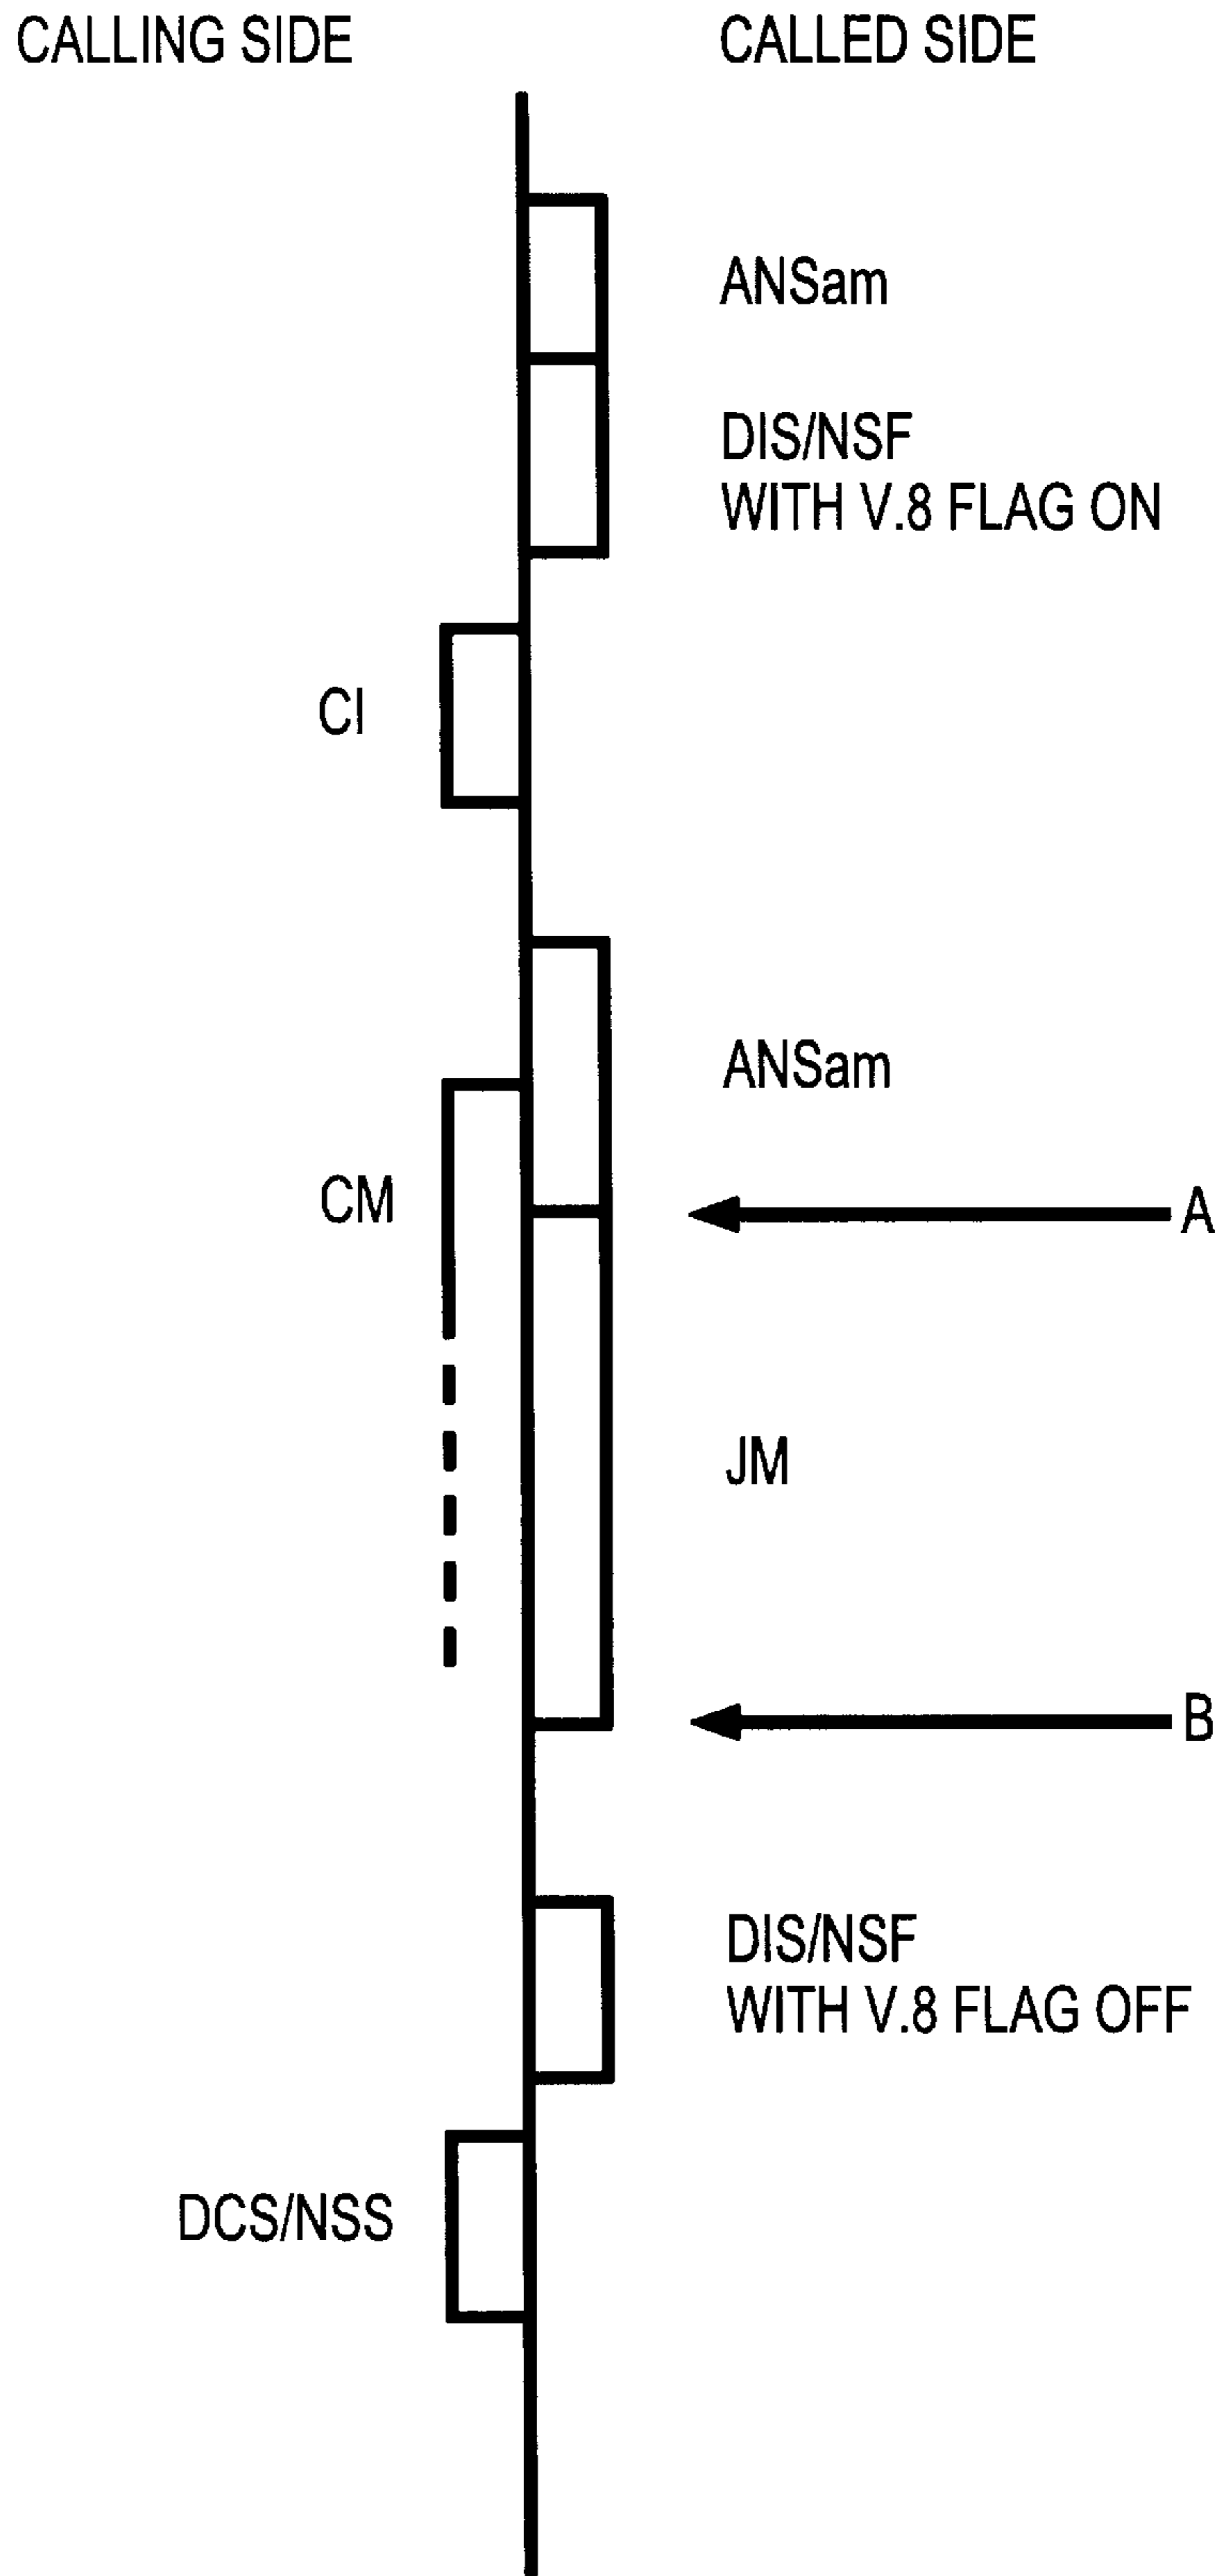 CALLING SIDE
CALLED SIDE
ANSam
DIS/NSF
WITH V.8 FLAG ON
CI
ANSam
CM
A
JM
B
DIS/NSF
WITH V.8 FLAG OFF
DCS/NSS